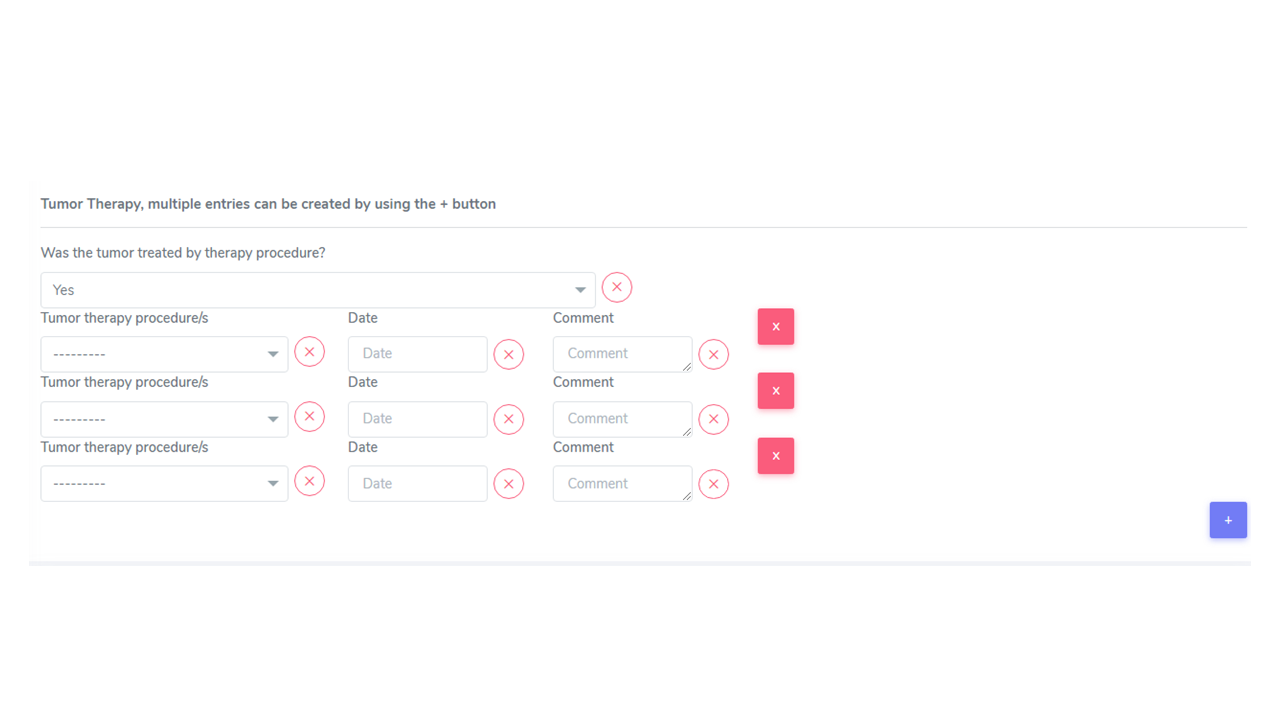 Tumor Therapy, multiple entries can be created by using the + button
Was the tumor treated by therapy procedure?
Yes
Tumor therapy procedure/s Date Comment x
--------- Date Comment
Tumor therapy procedure/s Date Comment x
--------- Date Comment
Tumor therapy procedure/s Date Comment x
--------- Date Comment
+